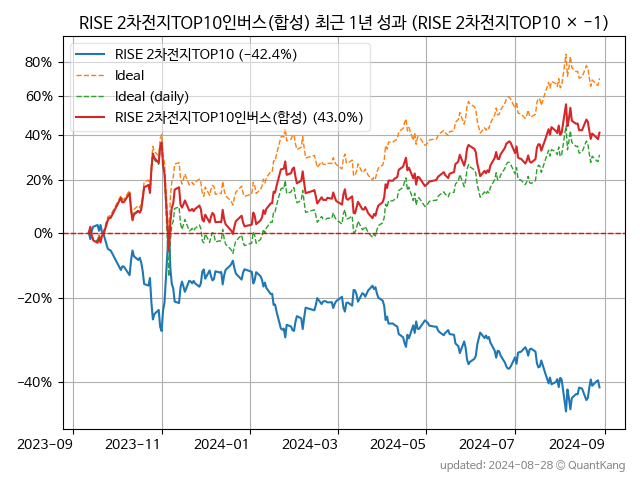 RISE 2차전지TOP10인버스(합성) 최근 1년 성과 (RISE 2차전지TOP10 × -1)
RISE 2차전지TOP10 (-42.4%)
Ideal
Ideal (daily)
RISE 2차전지TOP10인버스(합성) (43.0%)
80%
60%
40%
20%
0%
-20%
-40%
2023-09 2023-11 2024-01 2024-03 2024-05 2024-07 2024-09
updated: 2024-08-28 © QuantKang